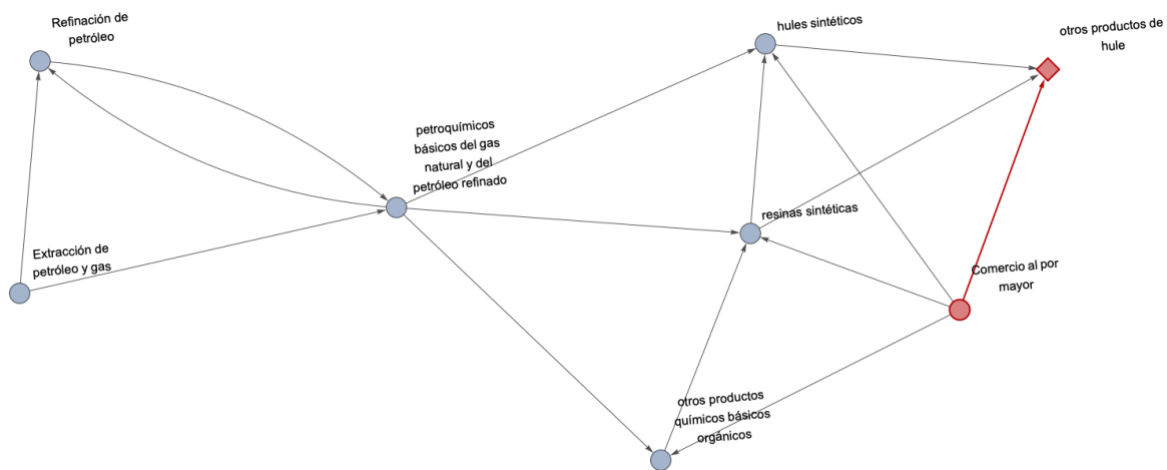 Refinación de
petróleo
hules sintéticos
otros productos de
hule
petroquímicos
básicos del gas
natural y del
petróleo refinado
resinas sintéticas
Extracción de
petróleo y gas
Comercio al por
mayor
otros productos
químicos básicos
orgánicos